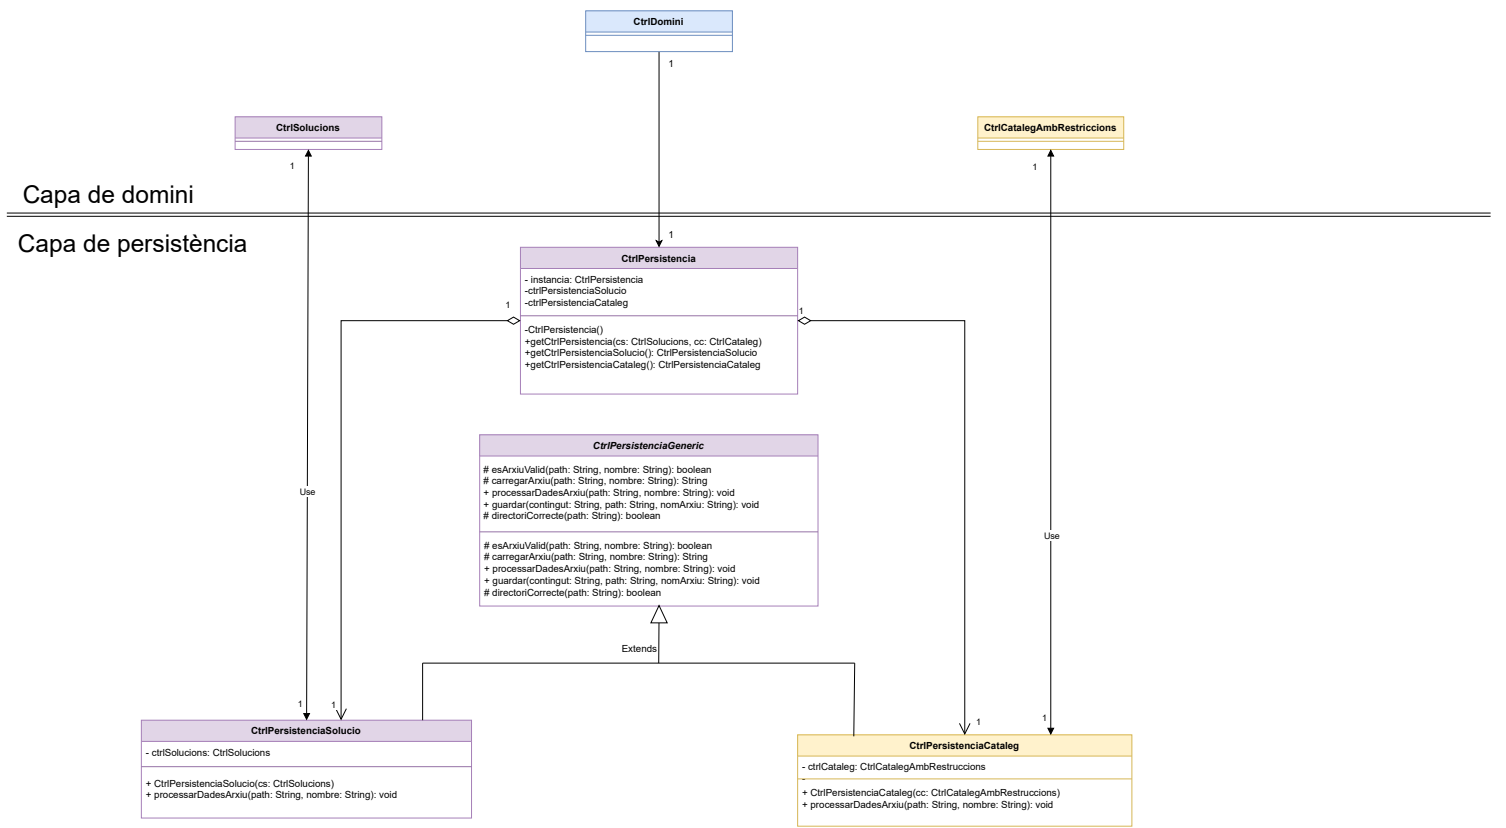 CtrlDomini
1
CtrlSolucions
CtrlCatalegAmbRestriccions
1
1
Capa de domini
Capa de persistència
1
CtrlPersistencia
- instancia: CtrlPersistencia
-ctrlPersistenciaSolucio
-ctrlPersistenciaCataleg
1
1
-CtrlPersistencia()
+getCtrlPersistencia(cs: CtrlSolucions, cc: CtrlCataleg)
+getCtrlPersistenciaSolucio(): CtrlPersistenciaSolucio
+getCtrlPersistenciaCataleg(): CtrlPersistenciaCataleg
CtrlPersistenciaGeneric
# esArxiuValid(path: String, nombre: String): boolean
# carregarArxiu(path: String, nombre: String): String
+ processarDadesArxiu(path: String, nombre: String): void
+ guardar(contingut: String, path: String, nomArxiu: String): void
# directoriCorrecte(path: String): boolean
Use
Use
# esArxiuValid(path: String, nombre: String): boolean
# carregarArxiu(path: String, nombre: String): String
+ processarDadesArxiu(path: String, nombre: String): void
+ guardar(contingut: String, path: String, nomArxiu: String): void
# directoriCorrecte(path: String): boolean
Extends
1
1
1
1
CtrlPersistenciaSolucio
- ctrlSolucions: CtrlSolucions
+ CtrlPersistenciaSolucio(cs: CtrlSolucions)
+ processarDadesArxiu(path: String, nombre: String): void
CtrlPersistenciaCataleg
- ctrlCataleg: CtrlCatalegAmbRestruccions
-
+ CtrlPersistenciaCataleg(cc: CtrlCatalegAmbRestruccions)
+ processarDadesArxiu(path: String, nombre: String): void